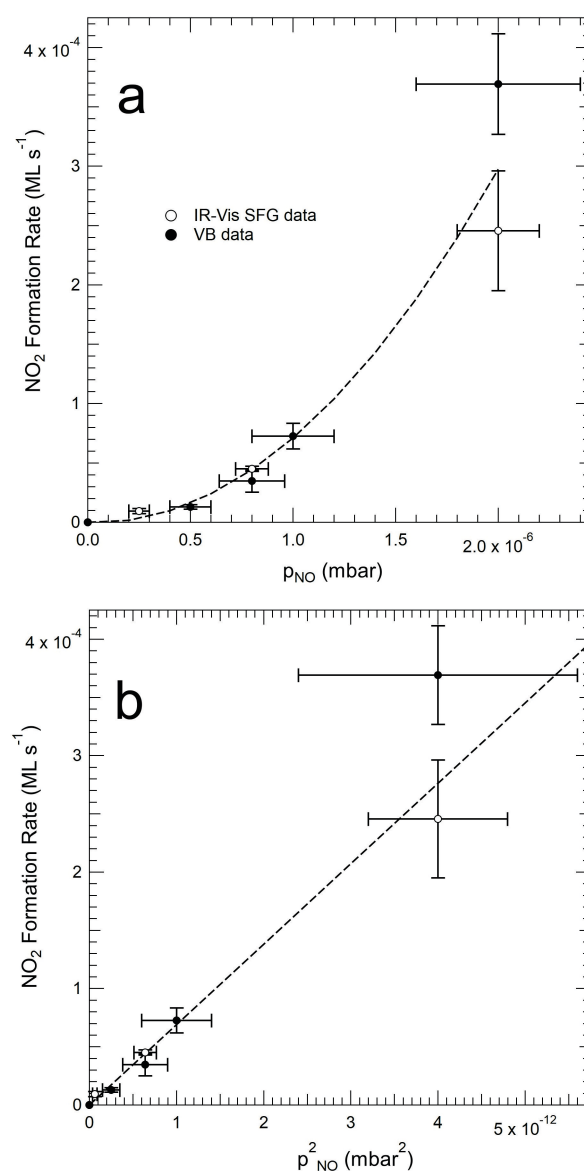 4 x 10⁻⁴
a
3
IR-Vis SFG data
VB data
2
1
0
NO₂ Formation Rate (ML s⁻¹)
0.0 0.5 1.0 1.5 2.0 x 10⁻⁶
p_NO (mbar)
4 x 10⁻⁴
b
3
2
1
0
NO₂ Formation Rate (ML s⁻¹)
0 1 2 3 4 5 x 10⁻¹²
p²_NO (mbar²)